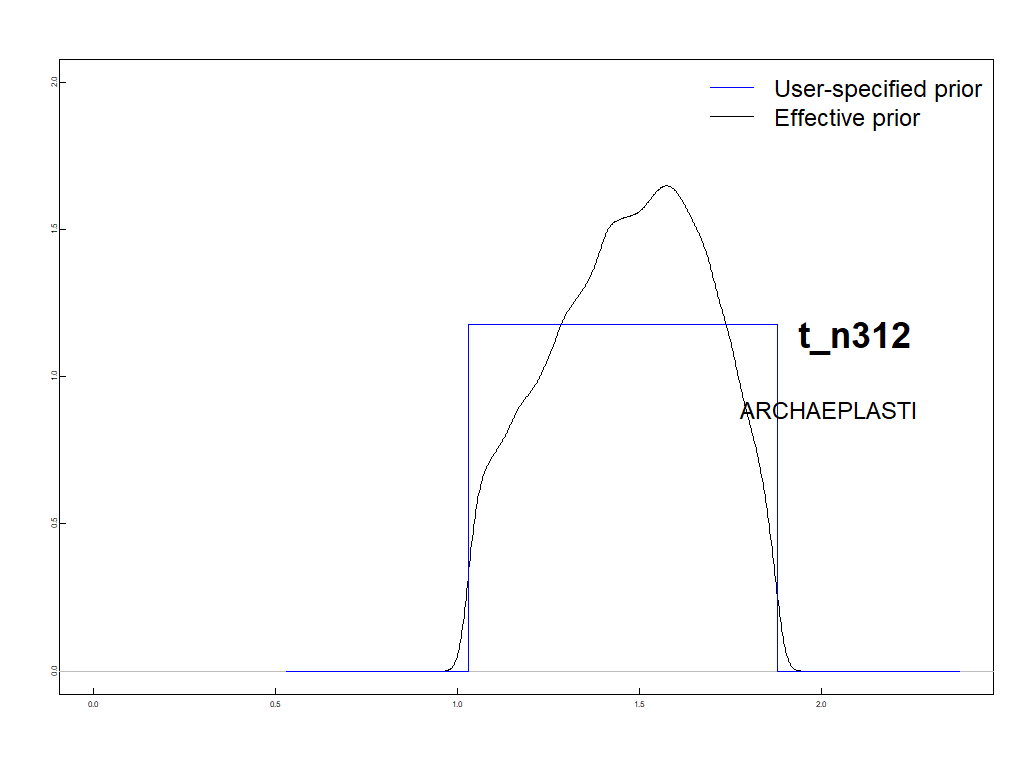 User-specified prior
Effective prior
t_n312
ARCHAEPLASTI
2.0
1.5
1.0
0.5
0.0
0.0 0.5 1.0 1.5 2.0